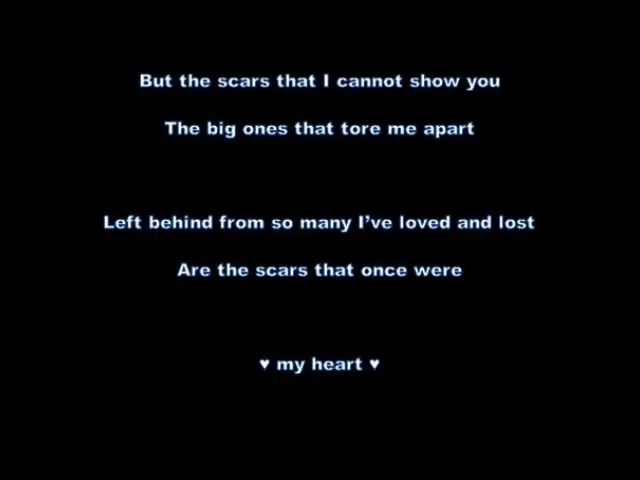 But the scars that I cannot show you
The big ones that tore me apart
Left behind from so many I’ve loved and lost
Are the scars that once were
♥ my heart ♥